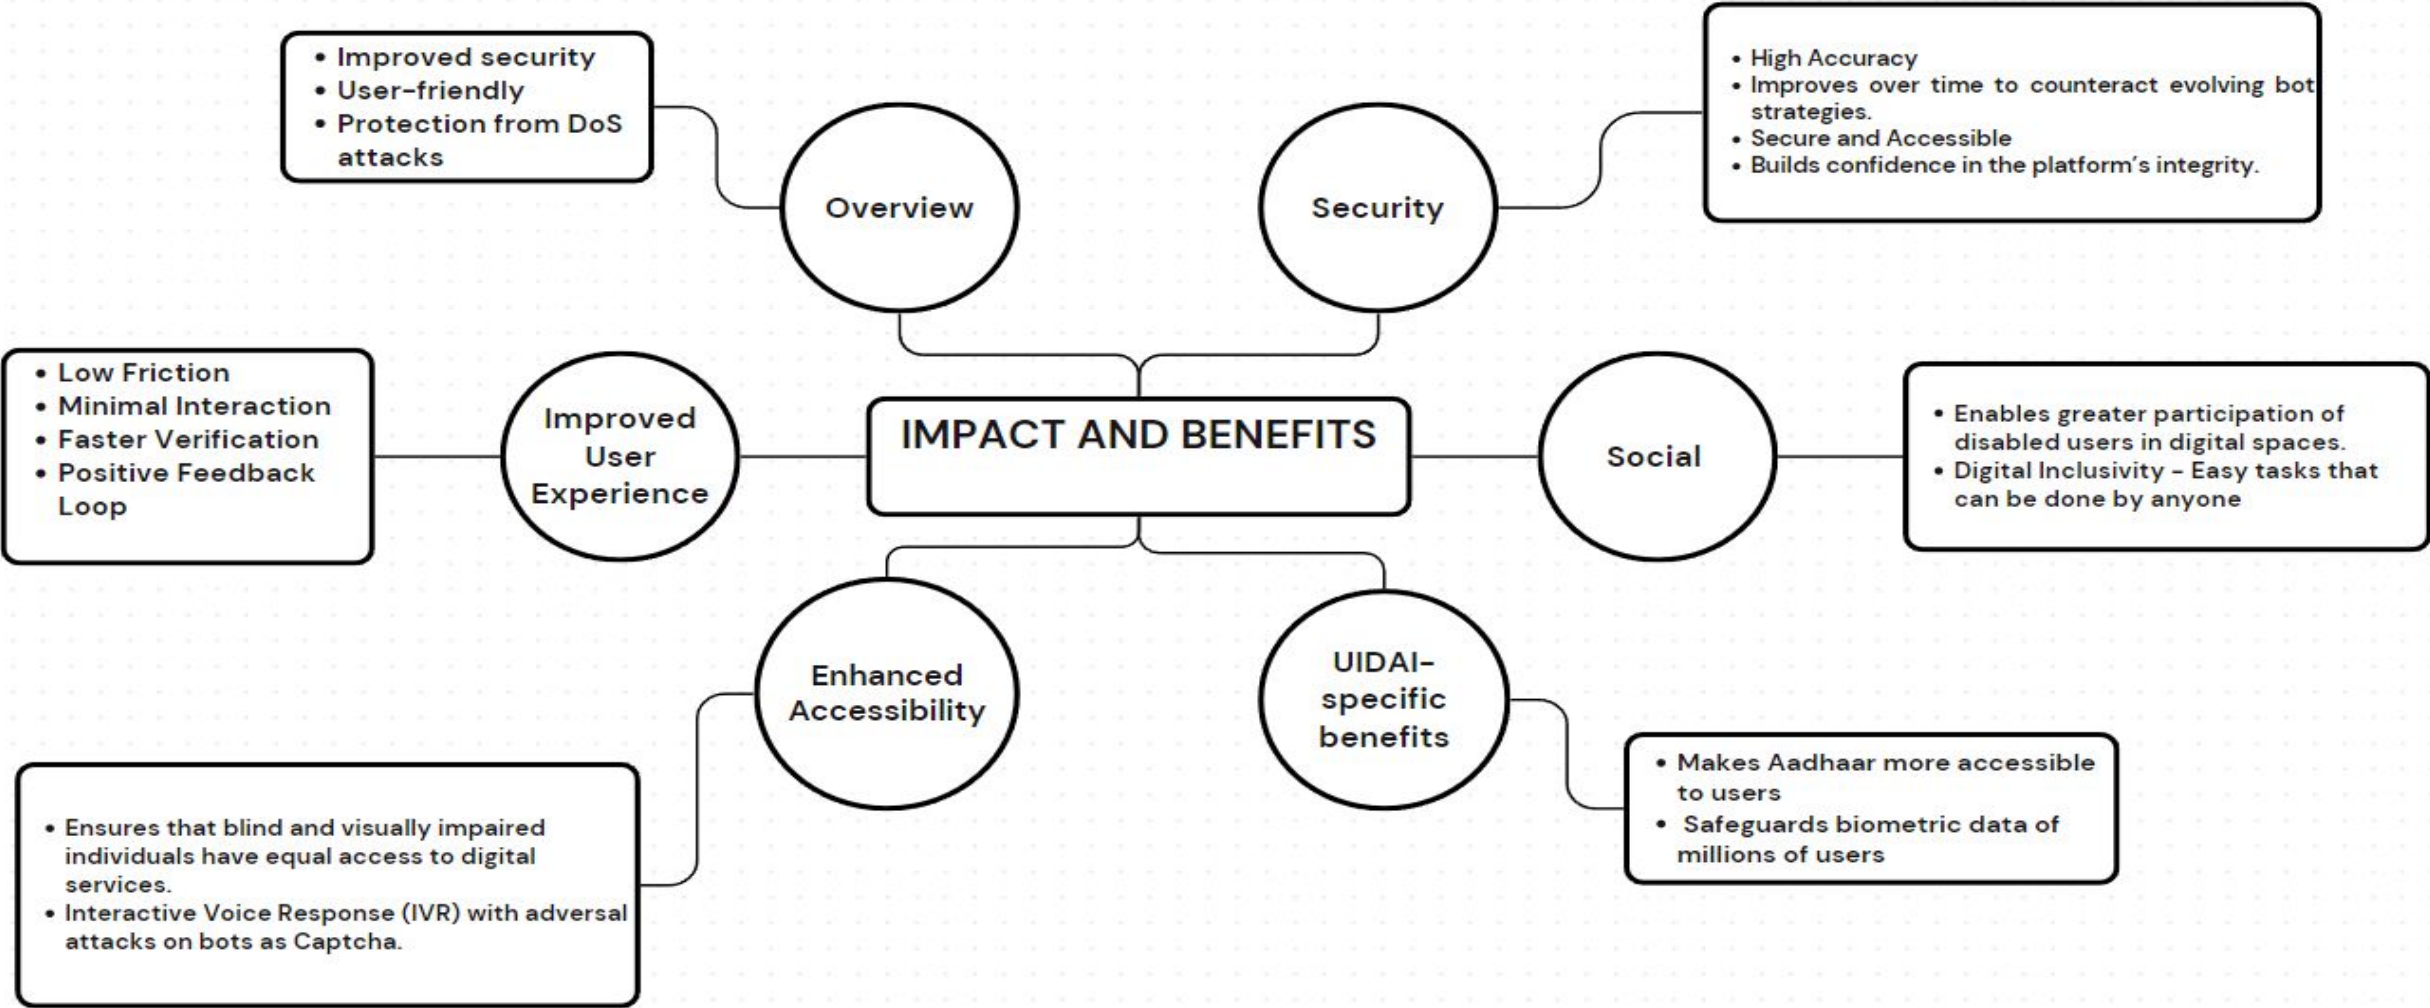 • Improved security
• User-friendly
• Protection from DoS
attacks
Overview
Security
• High Accuracy
• Improves over time to counteract evolving bot
strategies.
• Secure and Accessible
• Builds confidence in the platform's integrity.
• Low Friction
• Minimal Interaction
• Faster Verification
• Positive Feedback
Loop
Improved
User
Experience
IMPACT AND BENEFITS
Social
• Enables greater participation of
disabled users in digital spaces.
• Digital Inclusivity - Easy tasks that
can be done by anyone
Enhanced
Accessibility
UIDAI-
specific
benefits
• Ensures that blind and visually impaired
individuals have equal access to digital
services.
• Interactive Voice Response (IVR) with adversal
attacks on bots as Captcha.
• Makes Aadhaar more accessible
to users
• Safeguards biometric data of
millions of users